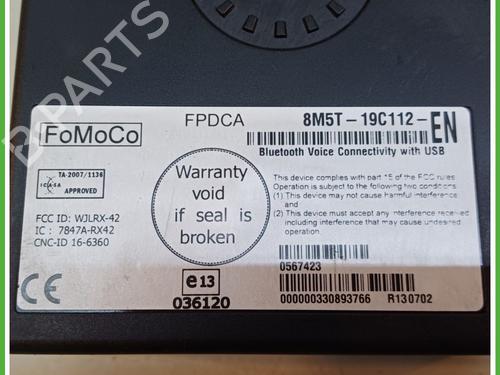 B-PARTS
FoMoCo
FPDCA
8M5T-19C112-EN
Bluetooth Voice Connectivity with USB
TA-2007/1136
ICASA
APPROVED
Warranty
void
if seal is
broken
This device complies with part 15 of the FCC rules
Operation is subject to the following two conditions
(1) This device may not cause harmful interference
and
(2) This device must accept any interference received
including interference that may cause undesired
operation.
FCC ID: WJLRX-42
IC : 7847A-RX42
CNC-ID 16-6360
CE
e13
036120
0567423
000000330893766
R130702